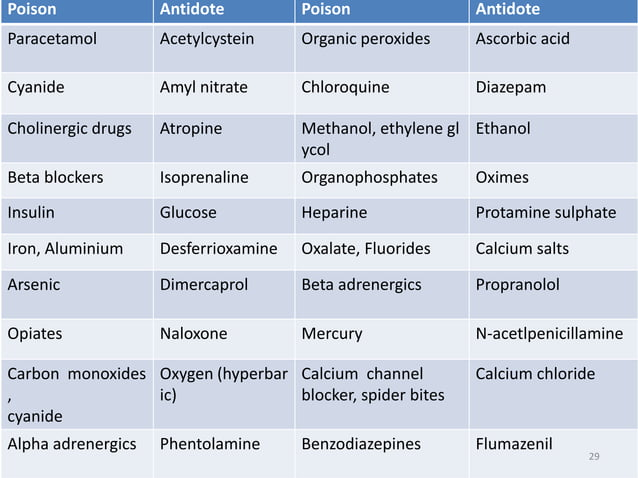 Poison Antidote Poison Antidote
Paracetamol Acetylcystein Organic peroxides Ascorbic acid
Cyanide Amyl nitrate Chloroquine Diazepam
Cholinergic drugs Atropine Methanol, ethylene gl Ethanol
ycol
Beta blockers Isoprenaline Organophosphates Oximes
Insulin Glucose Heparine Protamine sulphate
Iron, Aluminium Desferrioxamine Oxalate, Fluorides Calcium salts
Arsenic Dimercaprol Beta adrenergics Propranolol
Opiates Naloxone Mercury N-acetlpenicillamine
Carbon monoxides Oxygen (hyperbar Calcium channel Calcium chloride
, ic) blocker, spider bites
cyanide
Alpha adrenergics Phentolamine Benzodiazepines Flumazenil
29